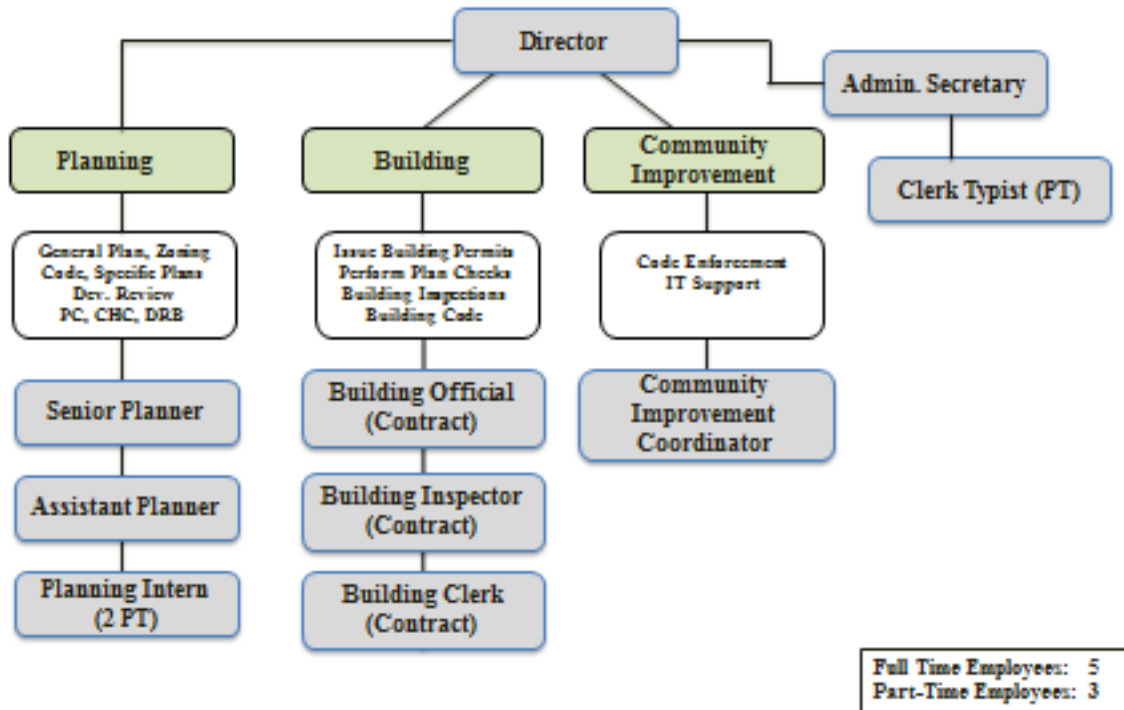 Director
Admin. Secretary
Clerk Typist (PT)
Planning
General Plan, Zoning
Code, Specific Plans
Dev. Review
PC, CHC, DRB
Senior Planner
Assistant Planner
Planning Intern
(2 PT)
Building
Issue Building Permits
Perform Plan Checks
Building Inspections
Building Code
Building Official
(Contract)
Building Inspector
(Contract)
Building Clerk
(Contract)
Community
Improvement
Code Enforcement
IT Support
Community
Improvement
Coordinator
Full Time Employees: 5
Part-Time Employees: 3